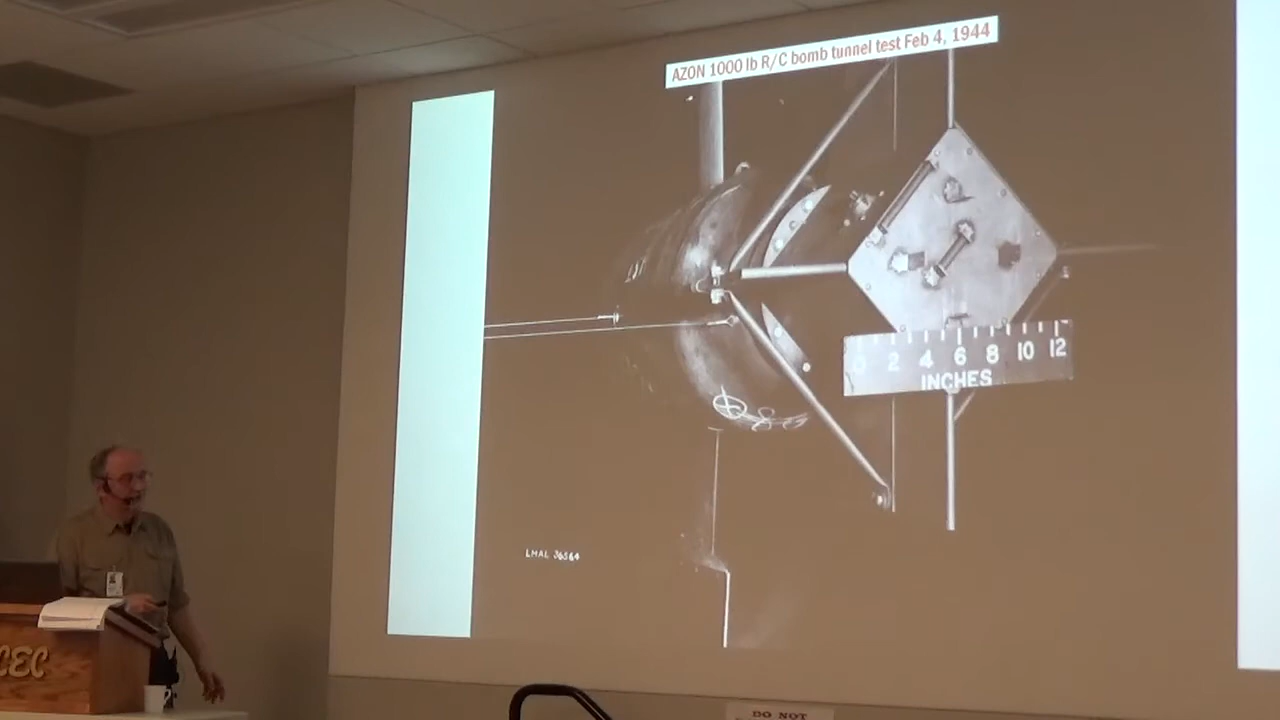 AZON 1000 lb R/C bomb tunnel test Feb 4, 1944
0 2 4 6 8 10 12
INCHES
LMAL 36564
CEC
DO NOT